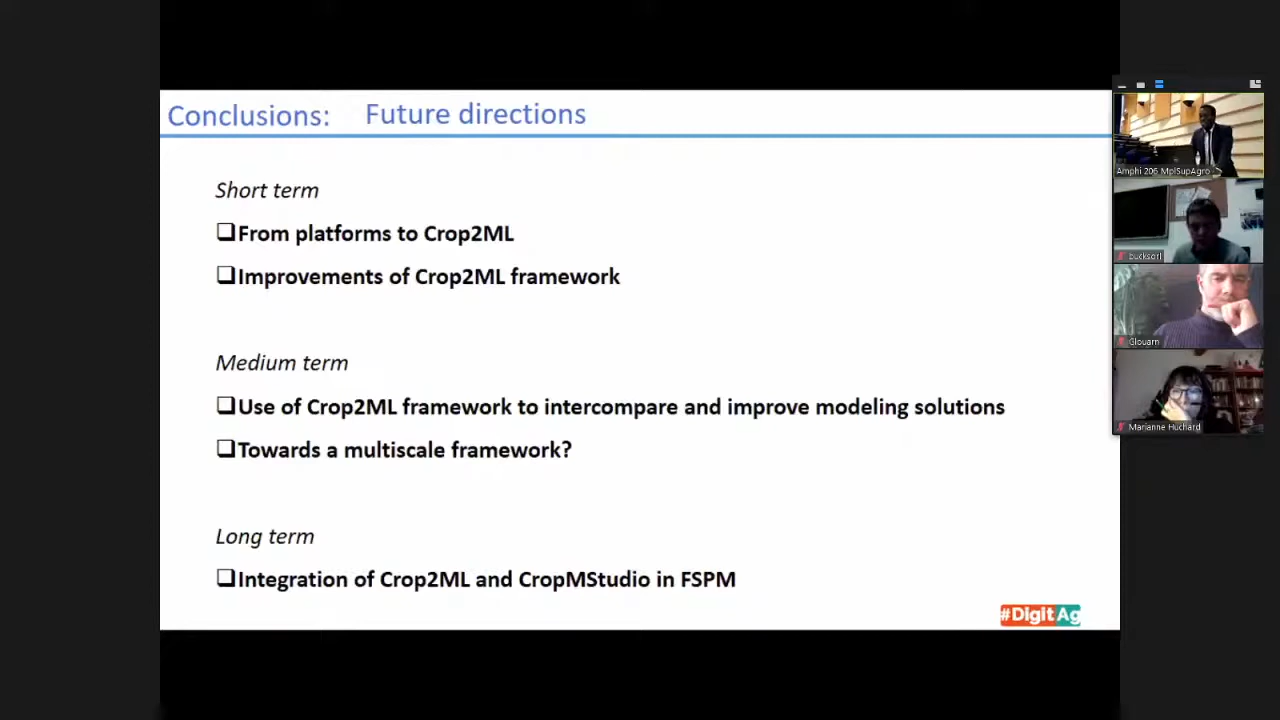 Conclusions: Future directions
Short term
❑From platforms to Crop2ML
❑Improvements of Crop2ML framework
Medium term
❑Use of Crop2ML framework to intercompare and improve modeling solutions
❑Towards a multiscale framework?
Long term
❑Integration of Crop2ML and CropMStudio in FSPM
#DigitAg
Amphi 206 MplSupAgro
bucksorl
Glouarn
Marianne Huchard